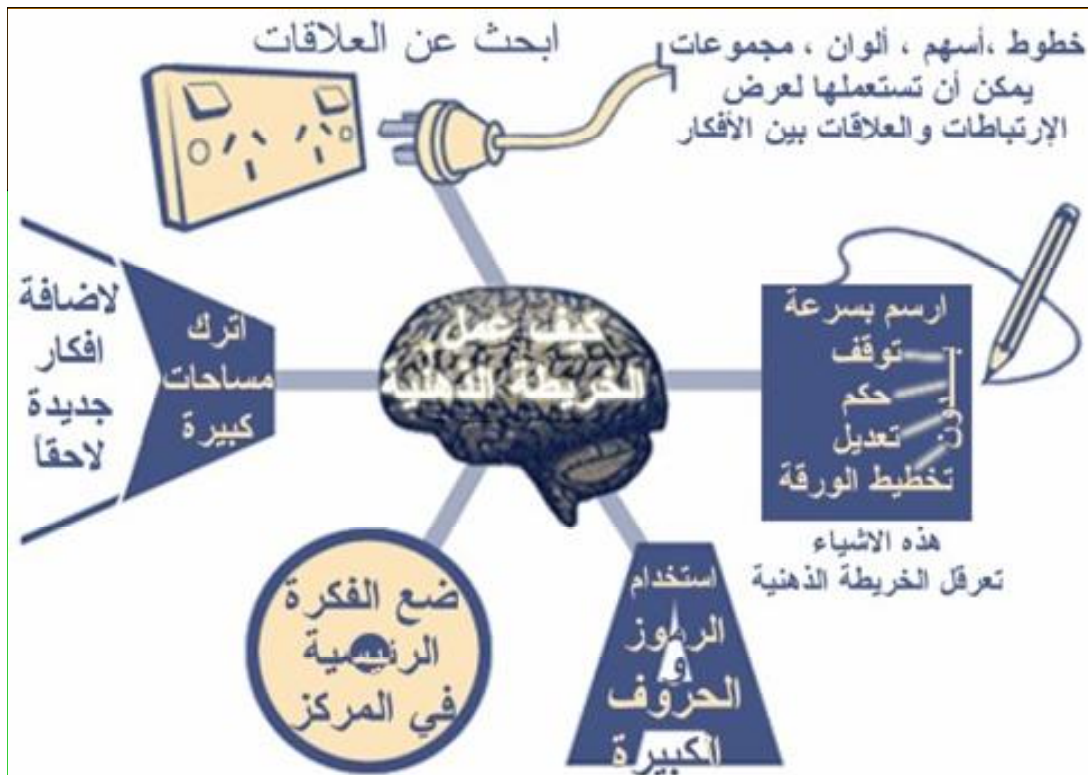 ابحث عن العلاقات
خطوط ،أسهم ، ألوان ، مجموعات
يمكن أن تستعملها لعرض
الإرتباطات والعلاقات بين الأفكار
كيف عمل
الخريطة الذهنية
ارسم بسرعة
بدون
توقف
حكم
تعديل
تخطيط الورقة
هذه الاشياء
تعرقل الخريطة الذهنية
اترك
مساحات
كبيرة
لاضافة
افكار
جديدة
لاحقاً
ضع الفكرة
الرئيسية
في المركز
استخدام
الرموز
و
الحروف
الكبيرة